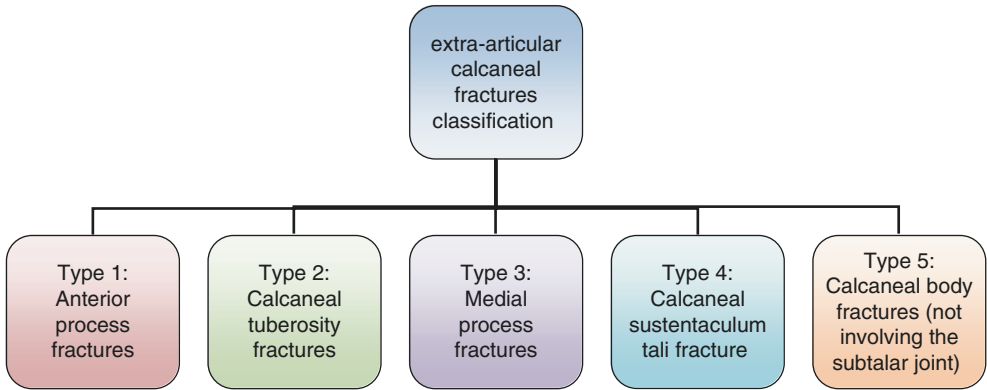 extra-articular
calcaneal
fractures
classification
Type 1:
Anterior
process
fractures
Type 2:
Calcaneal
tuberosity
fractures
Type 3:
Medial
process
fractures
Type 4:
Calcaneal
sustentaculum
tali fracture
Type 5:
Calcaneal body
fractures (not
involving the
subtalar joint)